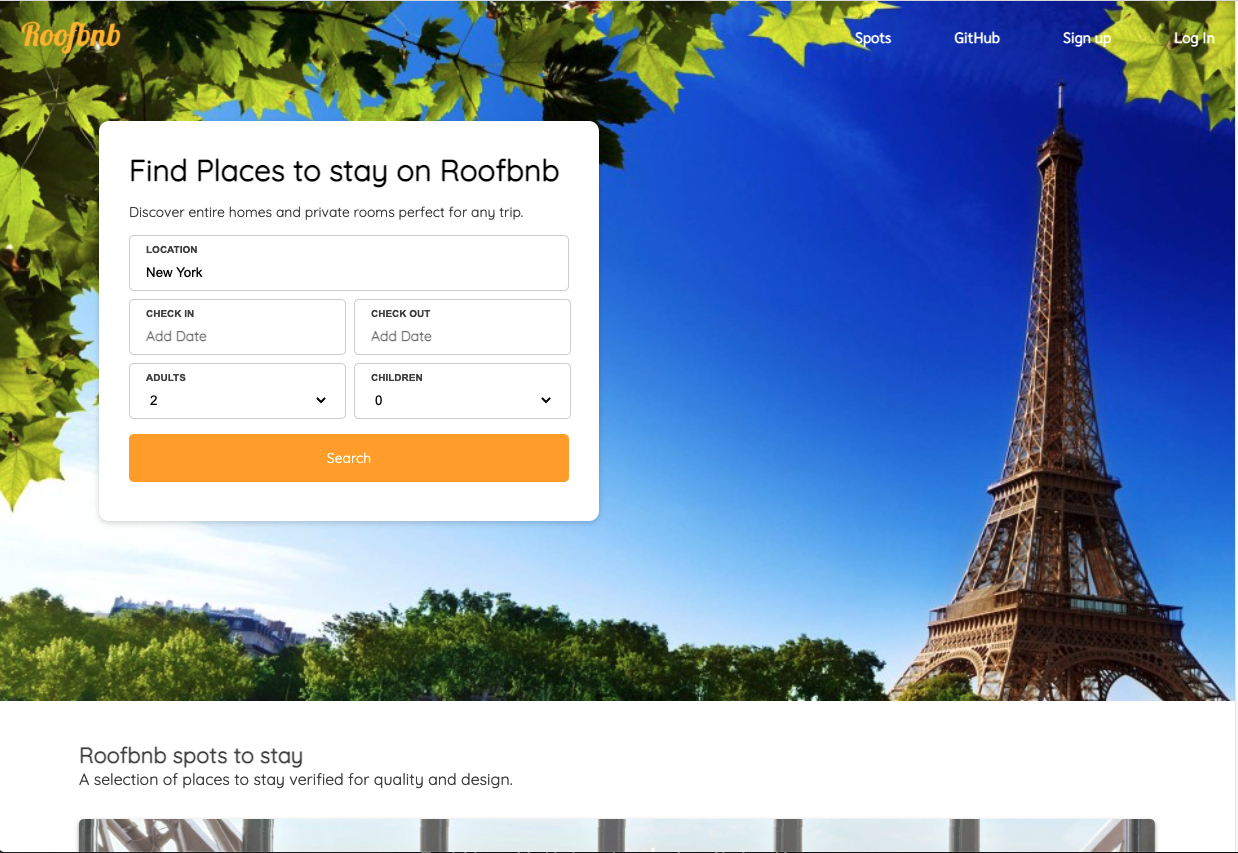 Roofbnb
Spots GitHub Sign up Log In
Find Places to stay on Roofbnb
Discover entire homes and private rooms perfect for any trip.
LOCATION
New York
CHECK IN CHECK OUT
Add Date Add Date
ADULTS CHILDREN
2 0
Search
Roofbnb spots to stay
A selection of places to stay verified for quality and design.